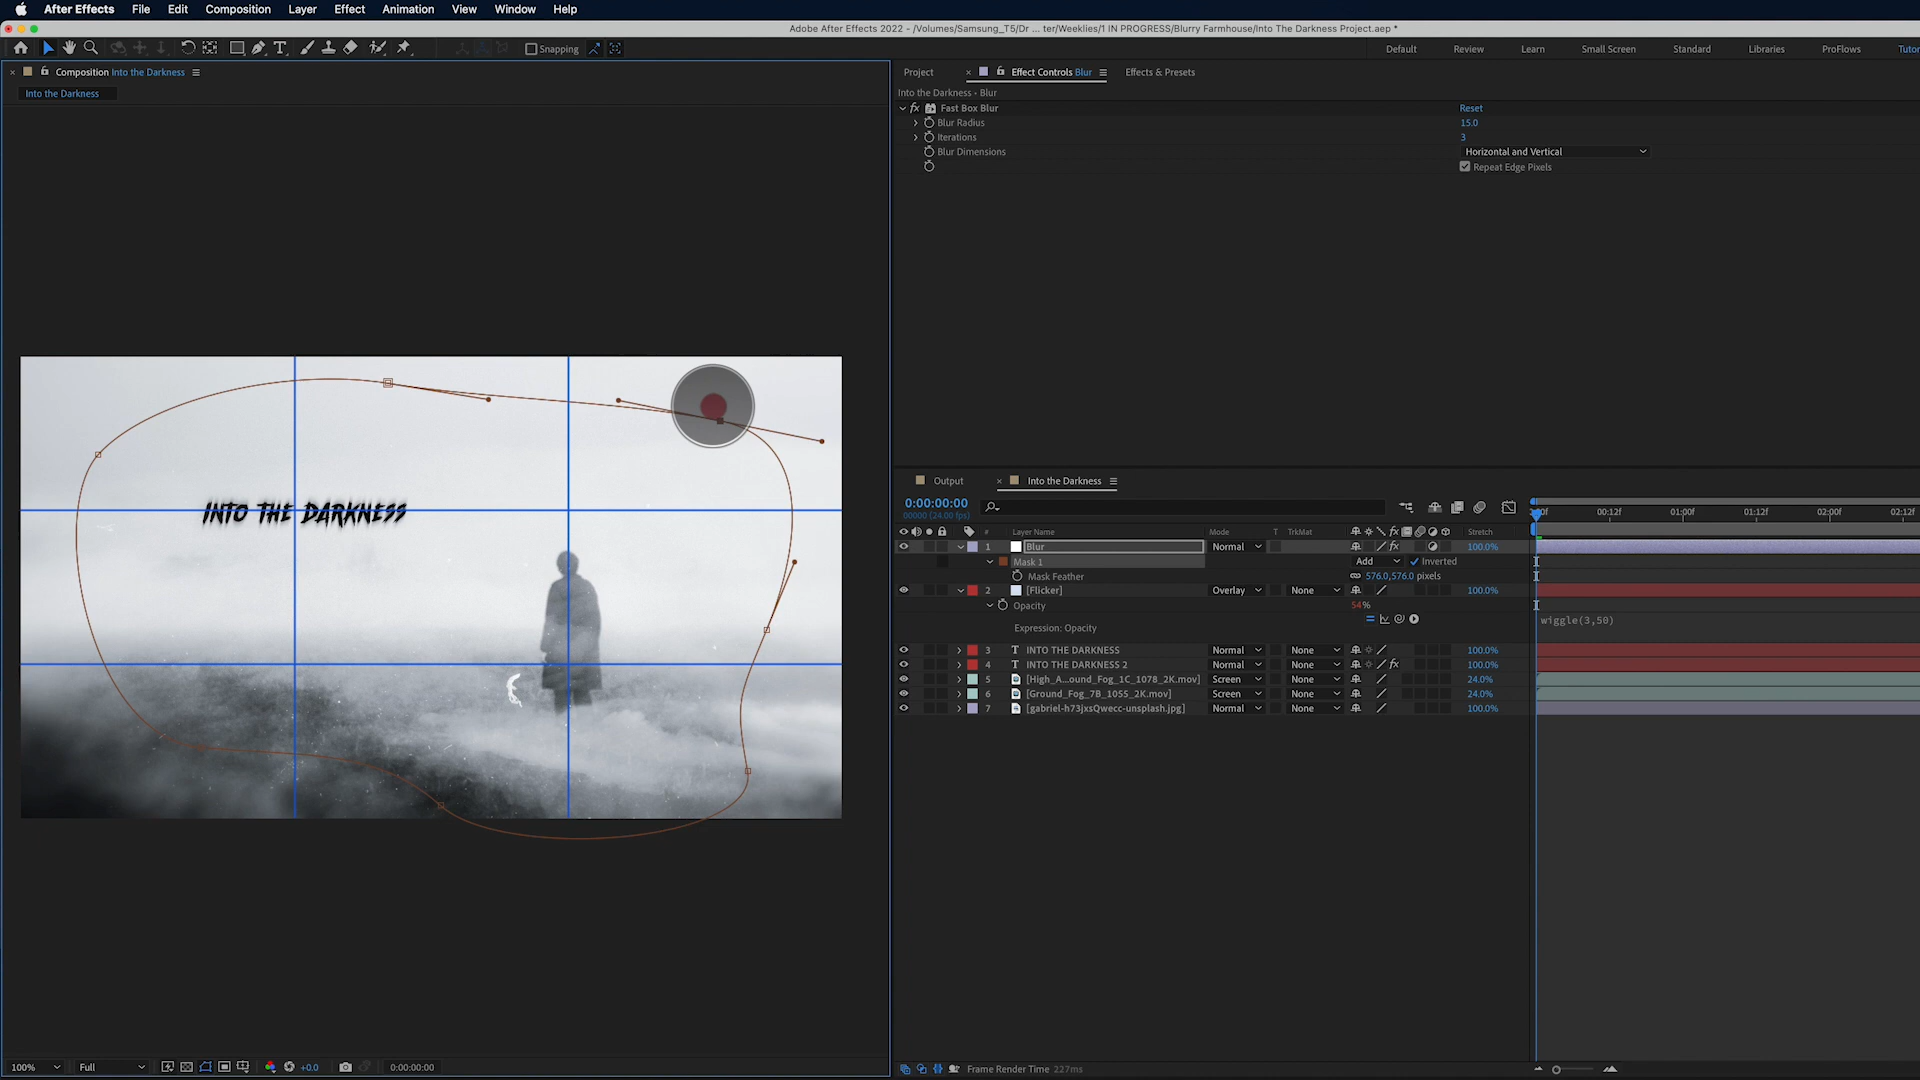 After Effects File Edit Composition Layer Effect Animation View Window Help
Adobe After Effects 2022 - /Volumes/Samsung_T5/Dr ... ter/Weeklies/1 IN PROGRESS/Blurry Farmhouse/Into The Darkness Project.aep *
Snapping Default Review Learn Small Screen Standard Libraries ProFlows
Composition Into the Darkness
Project Effect Controls Blur Effects & Presets
Into the Darkness
Into the Darkness • Blur
fx Fast Box Blur Reset
Blur Radius 15.0
Iterations 3
Blur Dimensions Horizontal and Vertical
Repeat Edge Pixels
INTO THE DARKNESS
Output Into the Darkness
0:00:00:00
00000 (24.00 fps)
00:12f 01:00f 01:12f 02:00f 02:12f
# Layer Name Mode T TrkMat Stretch
1 Blur Normal 100.0%
Mask 1 Add Inverted
Mask Feather 576.0,576.0 pixels
2 [Flicker] Overlay None 100.0%
Opacity 54%
Expression: Opacity wiggle(3,50)
3 T INTO THE DARKNESS Normal None 100.0%
4 T INTO THE DARKNESS 2 Normal None 100.0%
5 [High_A...ound_Fog_1C_1078_2K.mov] Screen None 24.0%
6 [Ground_Fog_7B_1055_2K.mov] Screen None 24.0%
7 [gabriel-h73jxsQwecc-unsplash.jpg] Normal None 100.0%
100% Full +0.0 0:00:00:00
Frame Render Time 227ms